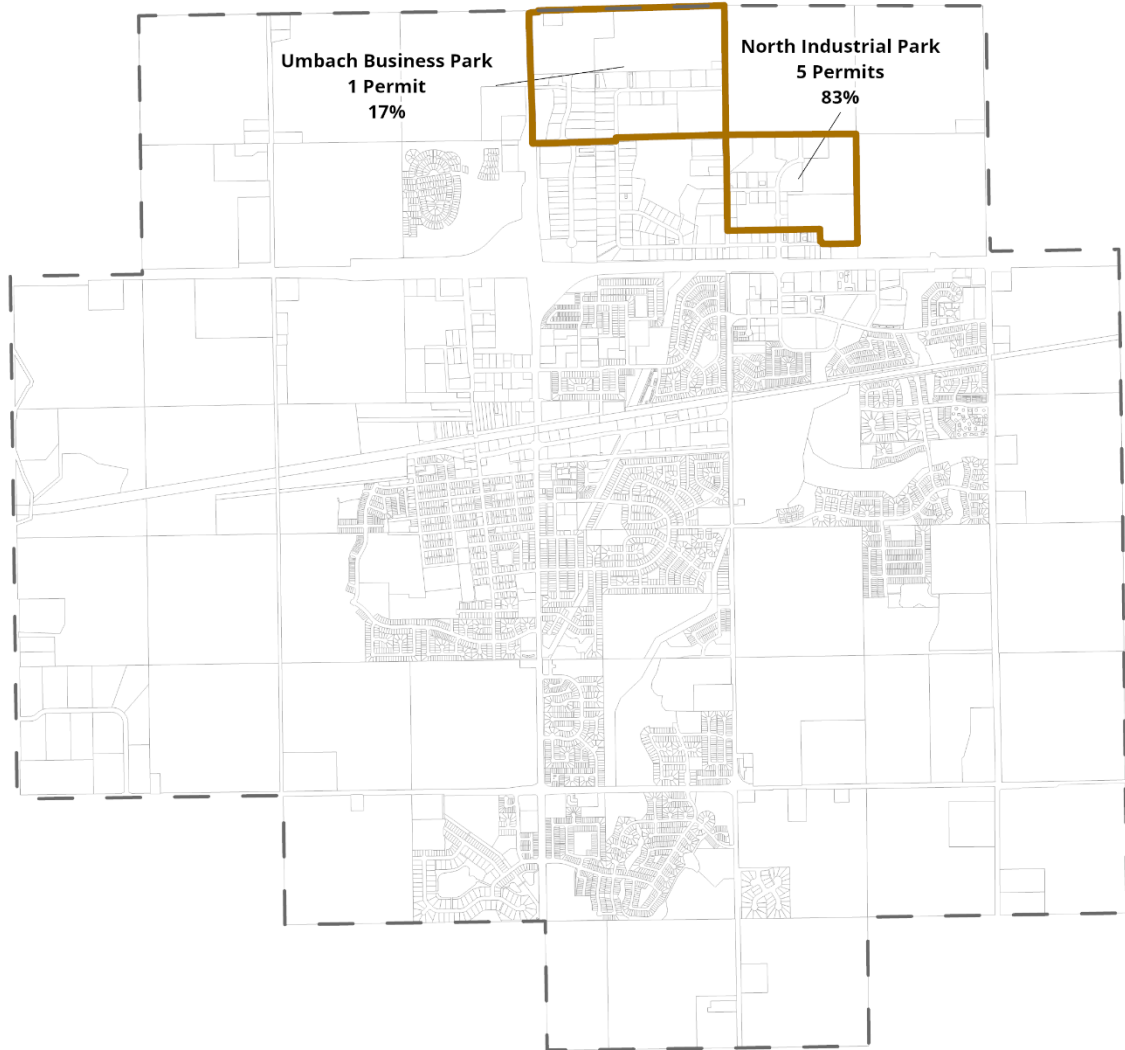 Umbach Business Park
1 Permit
17%
North Industrial Park
5 Permits
83%